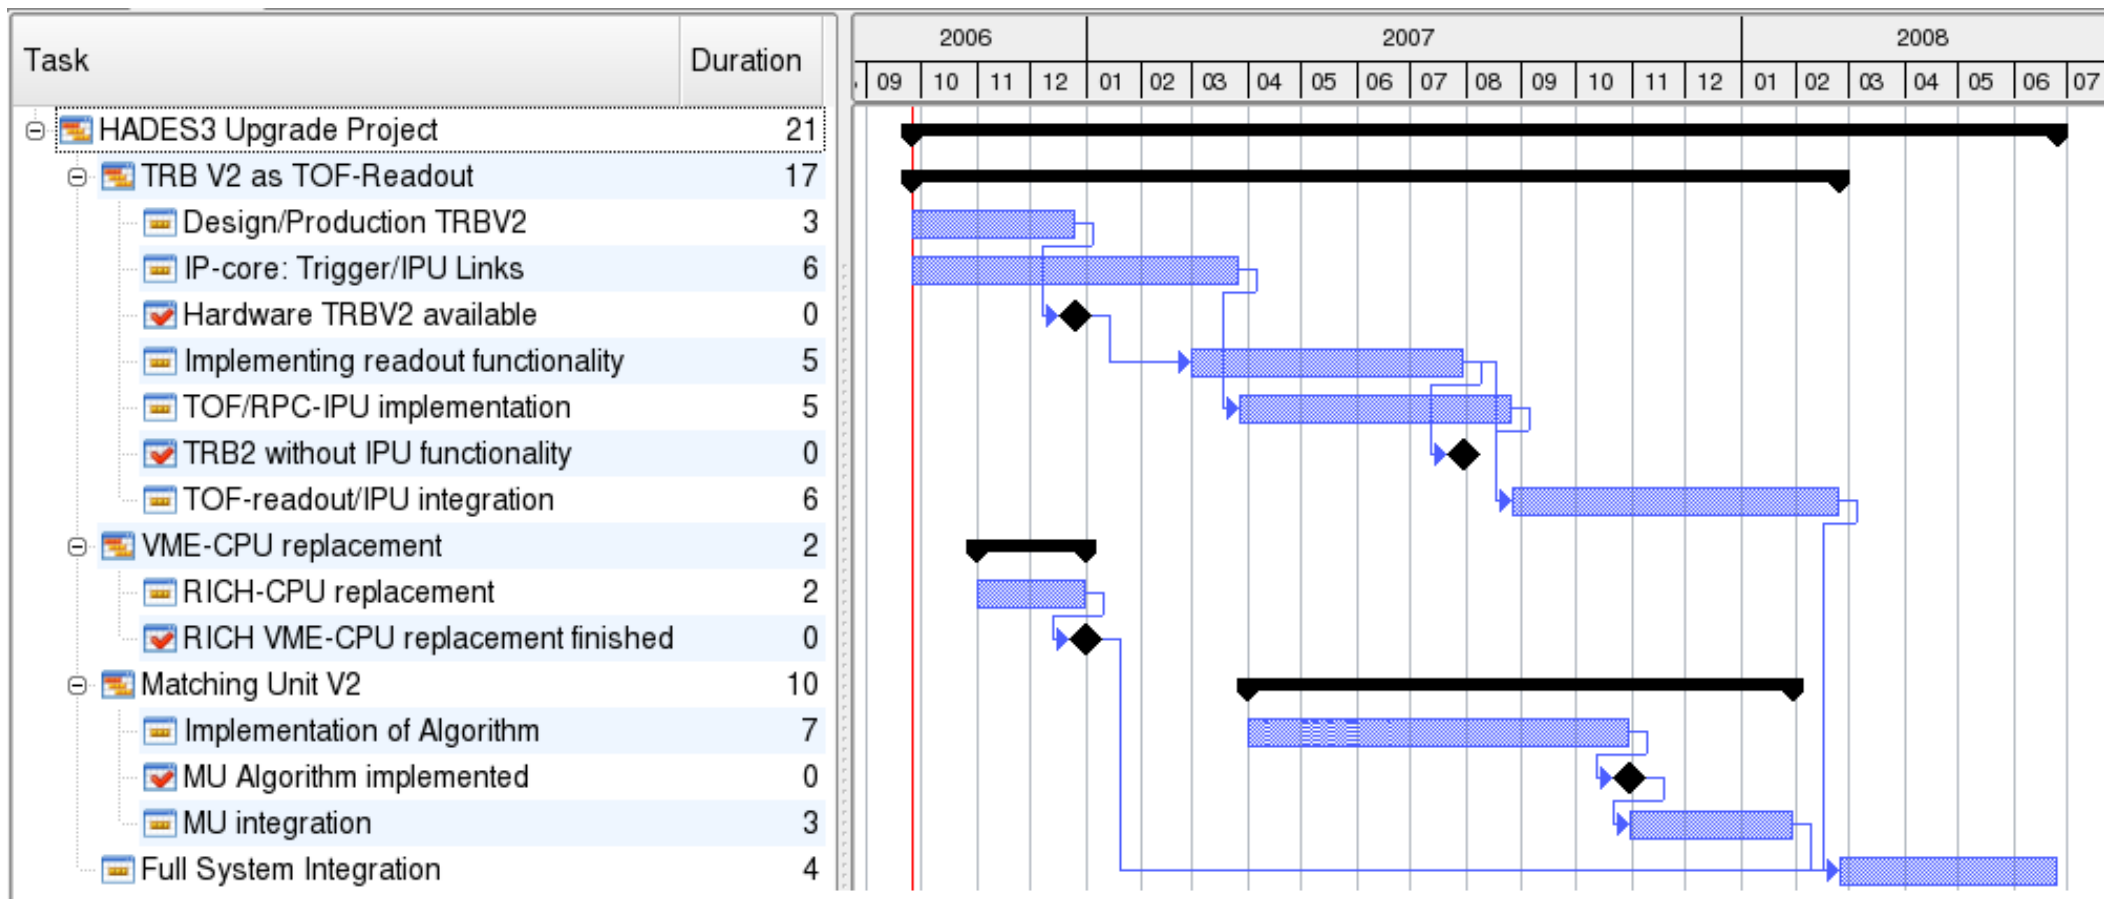 2006 2007 2008
Task Duration
09 10 11 12 01 02 03 04 05 06 07 08 09 10 11 12 01 02 03 04 05 06 07
HADES3 Upgrade Project 21
TRB V2 as TOF-Readout 17
Design/Production TRBV2 3
IP-core: Trigger/IPU Links 6
Hardware TRBV2 available 0
Implementing readout functionality 5
TOF/RPC-IPU implementation 5
TRB2 without IPU functionality 0
TOF-readout/IPU integration 6
VME-CPU replacement 2
RICH-CPU replacement 2
RICH VME-CPU replacement finished 0
Matching Unit V2 10
Implementation of Algorithm 7
MU Algorithm implemented 0
MU integration 3
Full System Integration 4